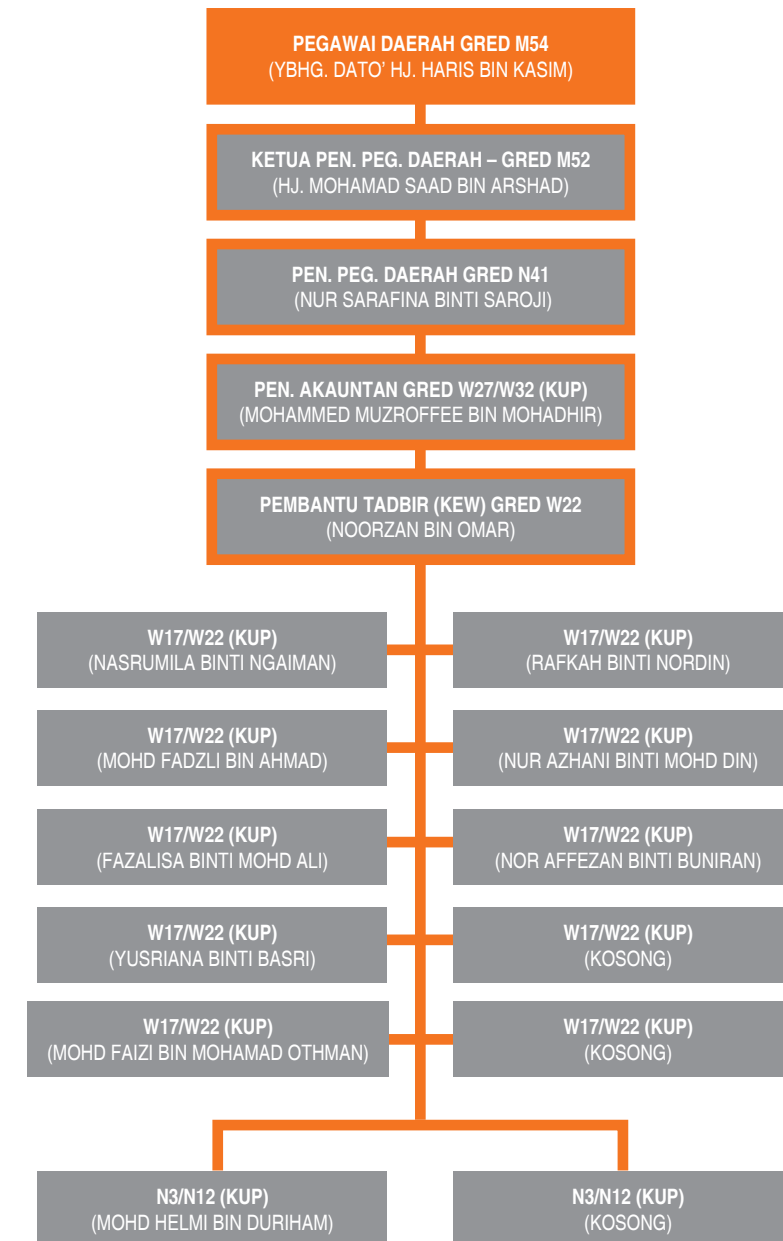 PEGAWAI DAERAH GRED M54
(YBHG. DATO’ HJ. HARIS BIN KASIM)
KETUA PEN. PEG. DAERAH – GRED M52
(HJ. MOHAMAD SAAD BIN ARSHAD)
PEN. PEG. DAERAH GRED N41
(NUR SARAFINA BINTI SAROJI)
PEN. AKAUNTAN GRED W27/W32 (KUP)
(MOHAMMED MUZROFFEE BIN MOHADHIR)
PEMBANTU TADBIR (KEW) GRED W22
(NOORZAN BIN OMAR)
W17/W22 (KUP)
(NASRUMILA BINTI NGAIMAN)
W17/W22 (KUP)
(RAFKAH BINTI NORDIN)
W17/W22 (KUP)
(MOHD FADZLI BIN AHMAD)
W17/W22 (KUP)
(NUR AZHANI BINTI MOHD DIN)
W17/W22 (KUP)
(FAZALISA BINTI MOHD ALI)
W17/W22 (KUP)
(NOR AFFEZAN BINTI BUNIRAN)
W17/W22 (KUP)
(YUSRIANA BINTI BASRI)
W17/W22 (KUP)
(KOSONG)
W17/W22 (KUP)
(MOHD FAIZI BIN MOHAMAD OTHMAN)
W17/W22 (KUP)
(KOSONG)
N3/N12 (KUP)
(MOHD HELMI BIN DURIHAM)
N3/N12 (KUP)
(KOSONG)